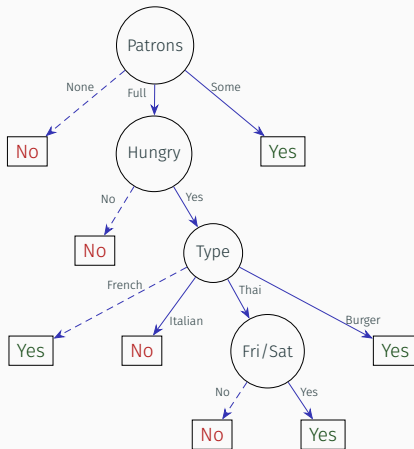 Patrons
None
Full
Some
No
Hungry
Yes
No
Yes
No
Type
French
Italian
Thai
Burger
Yes
No
Fri/Sat
Yes
No
Yes
No
Yes